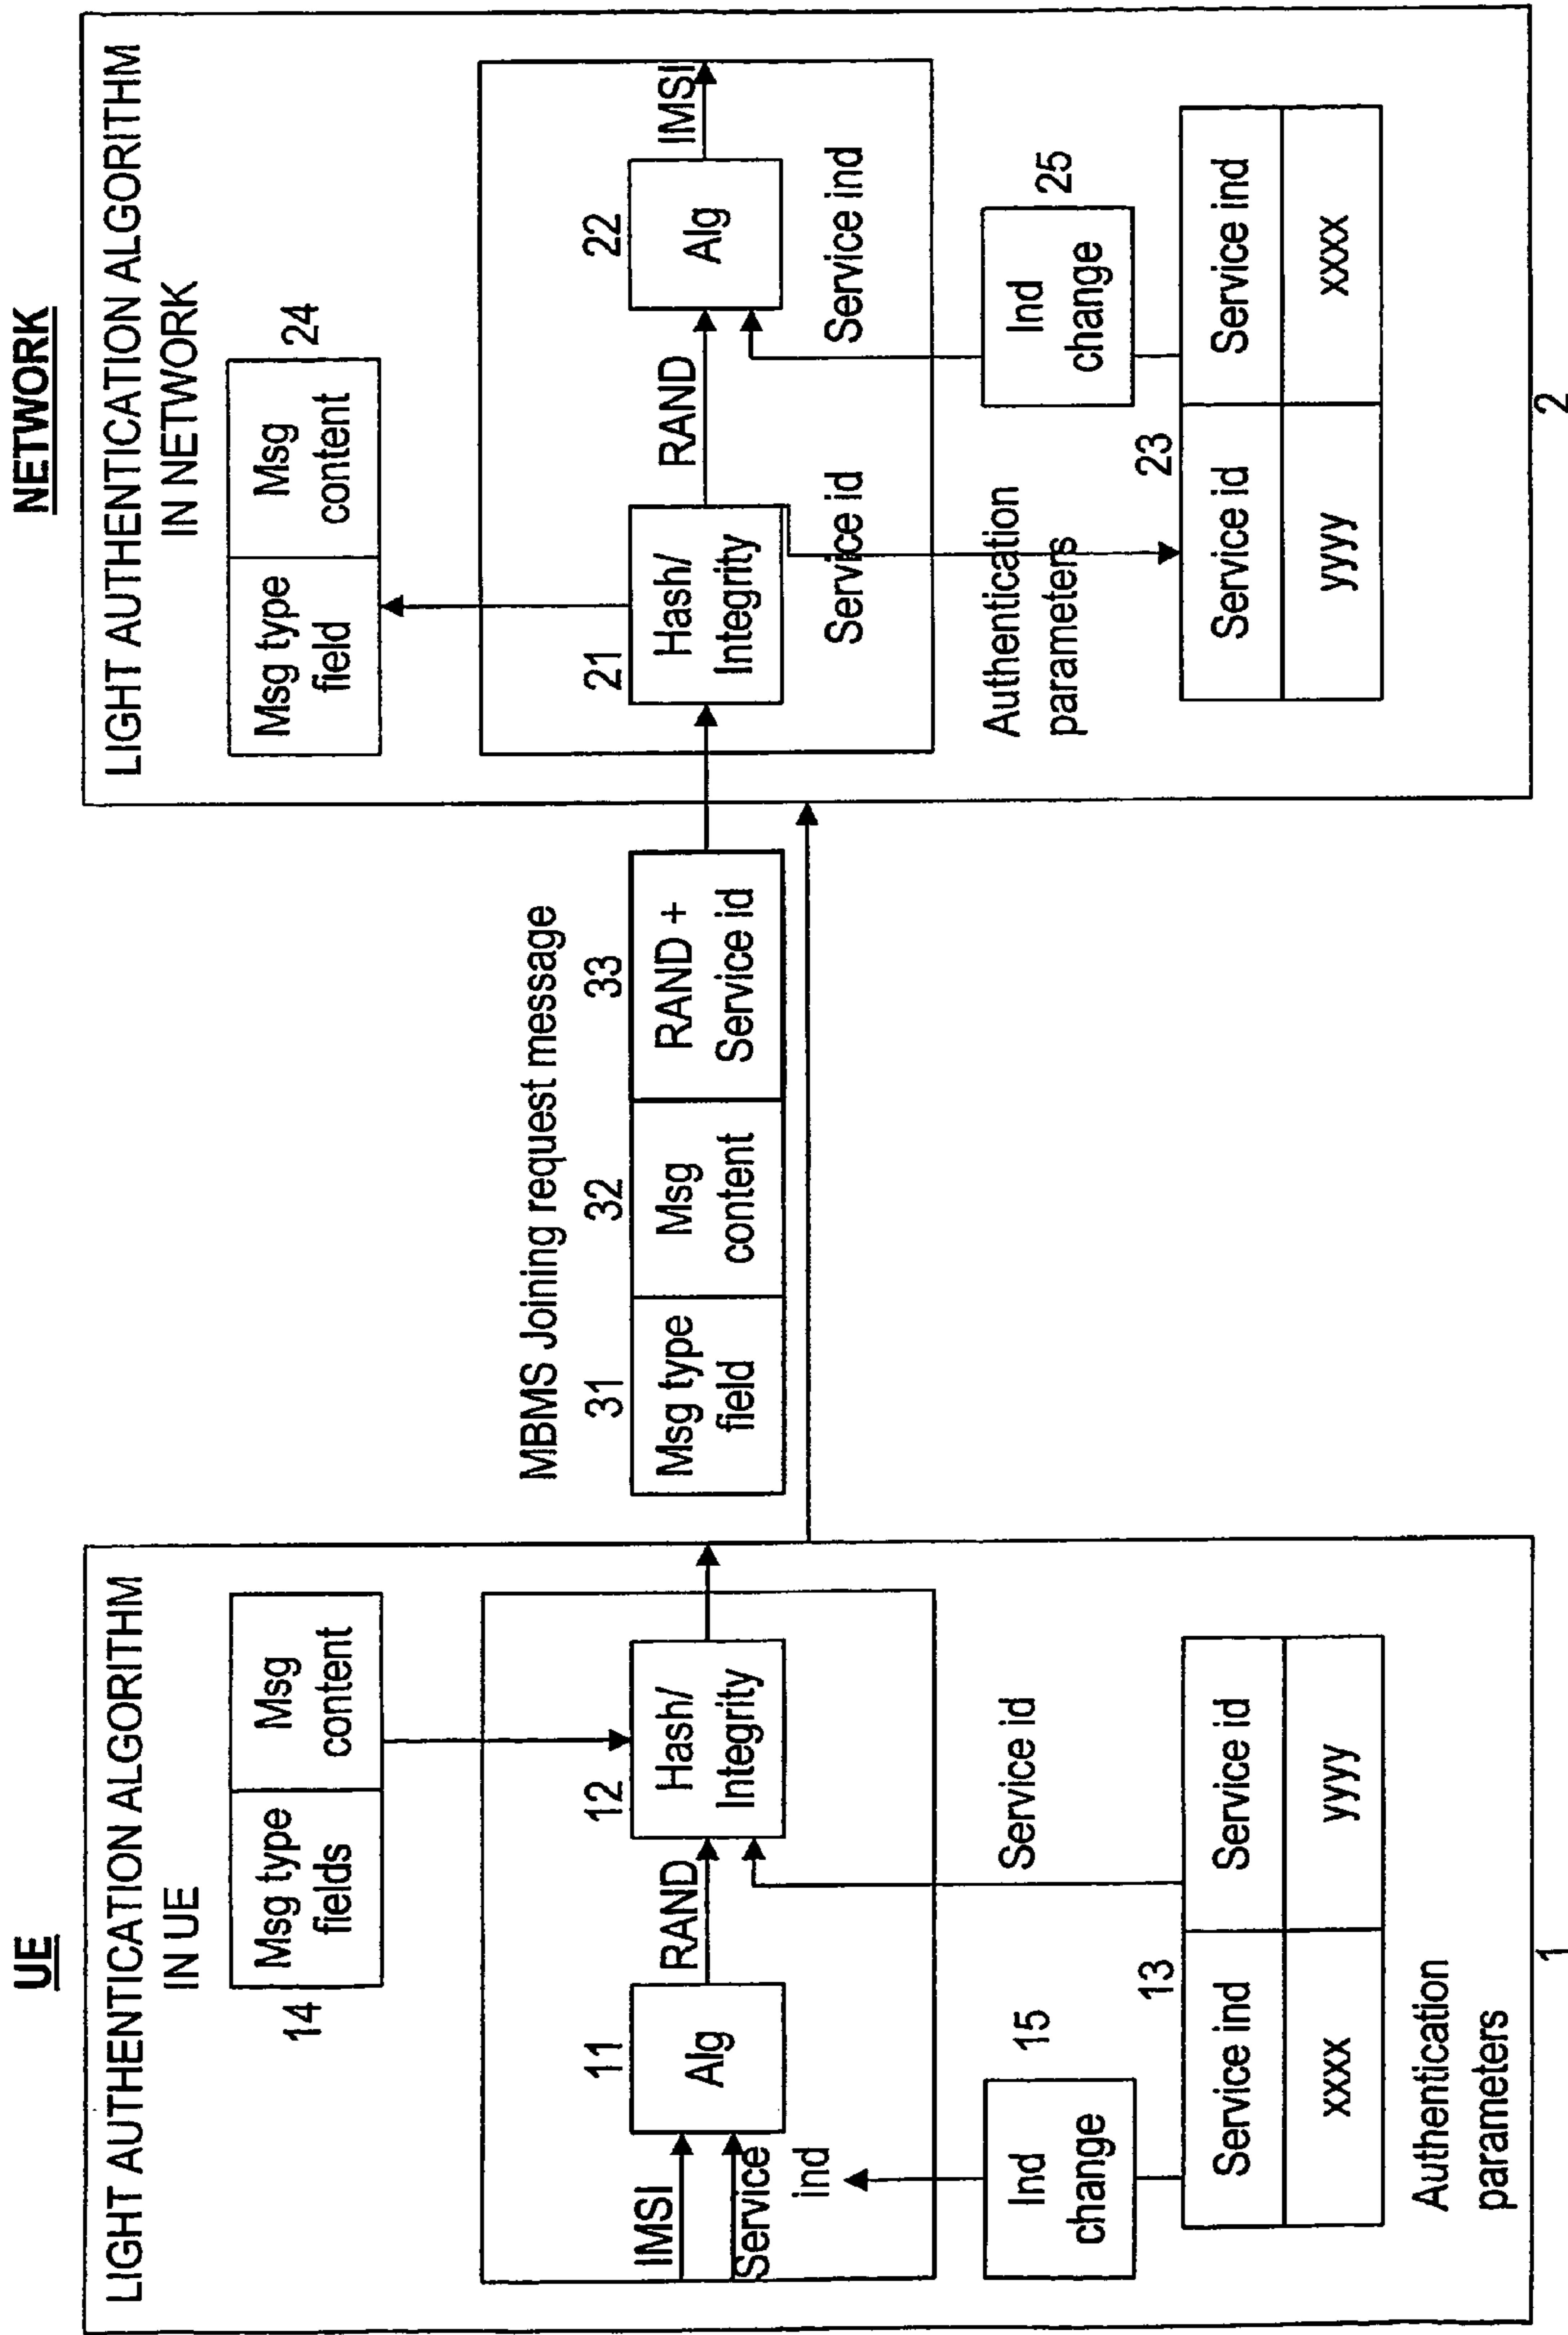 UE
LIGHT AUTHENTICATION ALGORITHM
IN UE
14
Msg type
fields
Msg
content
IMSI
Service
ind
11
Alg
RAND
12
Hash/
Integrity
15
Ind
change
Service id
13
Service ind
Service id
xxxx
yyyy
Authentication
parameters
1
MBMS Joining request message
31
32
33
Msg type
field
Msg
content
RAND +
Service id
NETWORK
LIGHT AUTHENTICATION ALGORITHM
IN NETWORK
Msg type
field
Msg
content
24
21
Hash/
Integrity
RAND
22
Alg
IMSI
Service id
Service ind
Authentication
parameters
Ind
change
25
23
Service id
Service ind
yyyy
xxxx
2